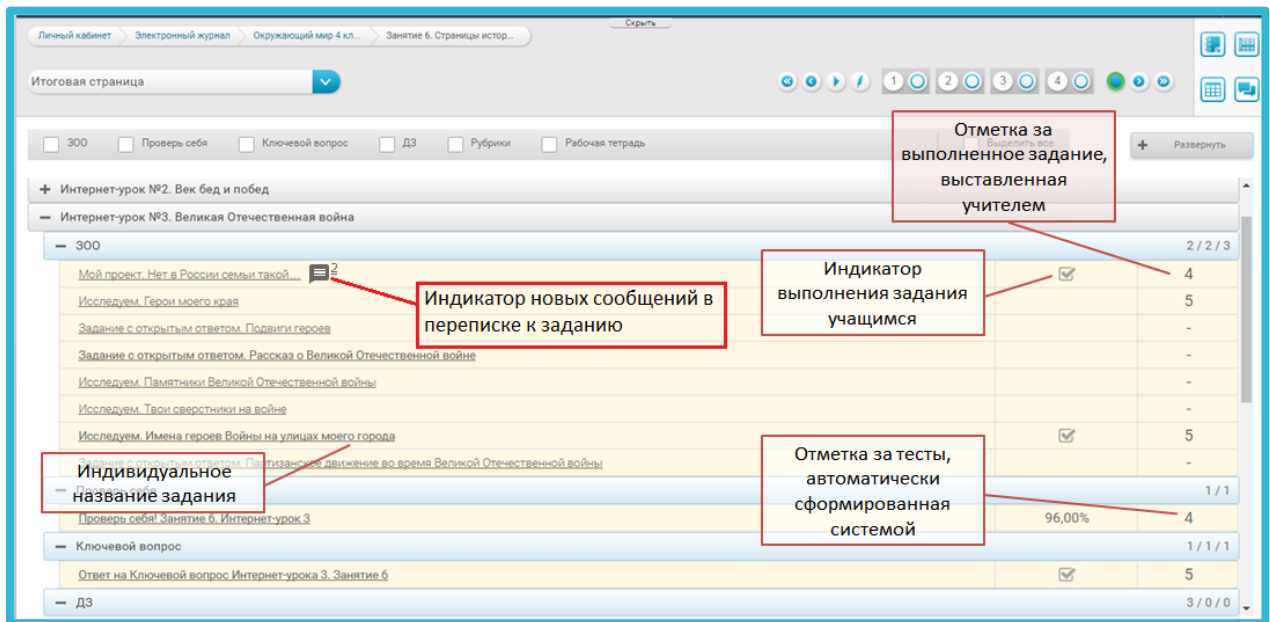 Скрыть
Личный кабинет Электронный журнал Окружающий мир 4 кл... Занятие 6. Страницы истор...
Итоговая страница
1 2 3 4
ЗОО Проверь себя Ключевой вопрос ДЗ Рубрики Рабочая тетрадь Выделить все + Развернуть
Отметка за
выполненное задание,
выставленная
учителем
+ Интернет-урок №2. Век бед и побед
− Интернет-урок №3. Великая Отечественная война
− ЗОО 2 / 2 / 3
Мой проект. Нет в России семьи такой... 2 4
Индикатор
выполнения задания
учащимся
Индикатор новых сообщений в
переписке к заданию
Исследуем. Герои моего края 5
Задание с открытым ответом. Подвиги героев -
Задание с открытым ответом. Рассказ о Великой Отечественной войне -
Исследуем. Памятники Великой Отечественной войны -
Исследуем. Твои сверстники на войне -
Исследуем. Имена героев Войны на улицах моего города 5
Задание с открытым ответом. Партизанское движение во время Великой Отечественной войны -
Индивидуальное
название задания
Отметка за тесты,
автоматически
сформированная
системой
− Проверь себя 1 / 1
Проверь себя! Занятие 6. Интернет-урок 3 96,00% 4
− Ключевой вопрос 1 / 1 / 1
Ответ на Ключевой вопрос Интернет-урока 3. Занятие 6 5
− ДЗ 3 / 0 / 0